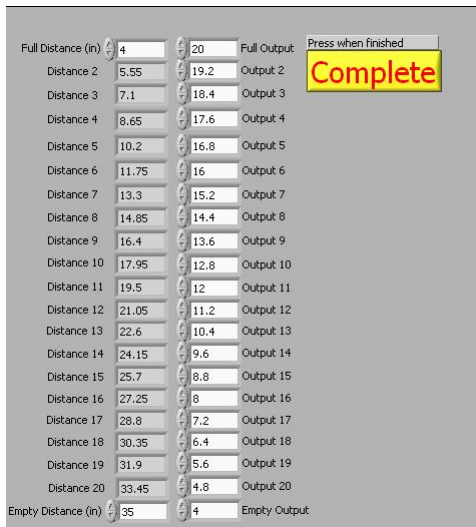 Full Distance (in) 4 20 Full Output Press when finished
Distance 2 5.55 19.2 Output 2 Complete
Distance 3 7.1 18.4 Output 3
Distance 4 8.65 17.6 Output 4
Distance 5 10.2 16.8 Output 5
Distance 6 11.75 16 Output 6
Distance 7 13.3 15.2 Output 7
Distance 8 14.85 14.4 Output 8
Distance 9 16.4 13.6 Output 9
Distance 10 17.95 12.8 Output 10
Distance 11 19.5 12 Output 11
Distance 12 21.05 11.2 Output 12
Distance 13 22.6 10.4 Output 13
Distance 14 24.15 9.6 Output 14
Distance 15 25.7 8.8 Output 15
Distance 16 27.25 8 Output 16
Distance 17 28.8 7.2 Output 17
Distance 18 30.35 6.4 Output 18
Distance 19 31.9 5.6 Output 19
Distance 20 33.45 4.8 Output 20
Empty Distance (in) 35 4 Empty Output